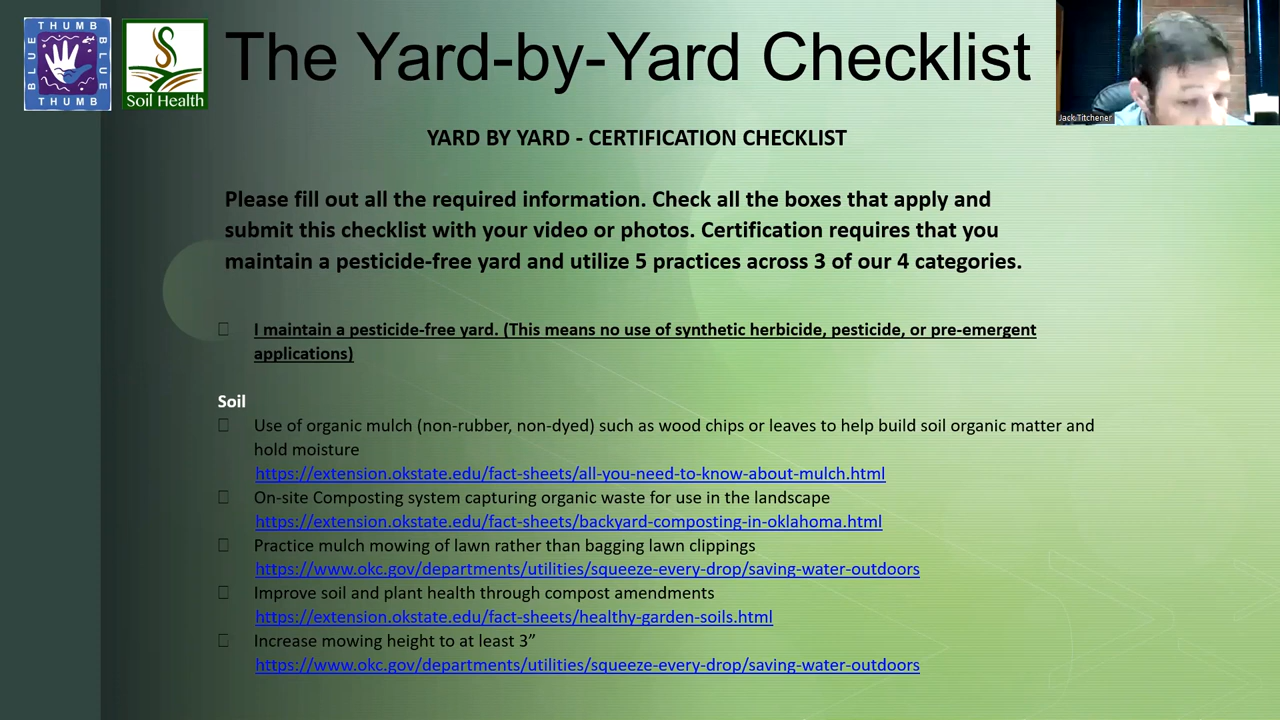 THUMB
BLUE
BLUE
THUMB
Soil Health
The Yard-by-Yard Checklist
Jack Titchener
YARD BY YARD - CERTIFICATION CHECKLIST
Please fill out all the required information. Check all the boxes that apply and
submit this checklist with your video or photos. Certification requires that you
maintain a pesticide-free yard and utilize 5 practices across 3 of our 4 categories.
I maintain a pesticide-free yard. (This means no use of synthetic herbicide, pesticide, or pre-emergent
applications)
Soil
Use of organic mulch (non-rubber, non-dyed) such as wood chips or leaves to help build soil organic matter and
hold moisture
https://extension.okstate.edu/fact-sheets/all-you-need-to-know-about-mulch.html
On-site Composting system capturing organic waste for use in the landscape
https://extension.okstate.edu/fact-sheets/backyard-composting-in-oklahoma.html
Practice mulch mowing of lawn rather than bagging lawn clippings
https://www.okc.gov/departments/utilities/squeeze-every-drop/saving-water-outdoors
Improve soil and plant health through compost amendments
https://extension.okstate.edu/fact-sheets/healthy-garden-soils.html
Increase mowing height to at least 3”
https://www.okc.gov/departments/utilities/squeeze-every-drop/saving-water-outdoors